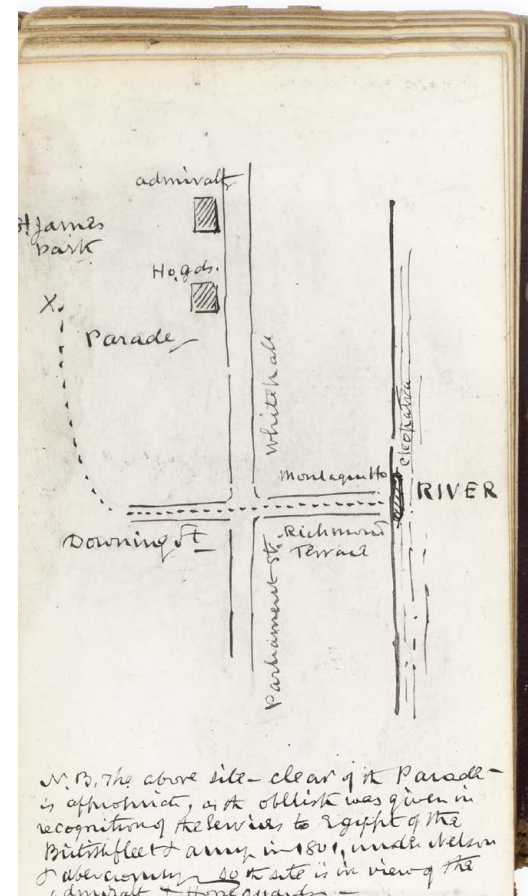 admiralty
St James
Park
Ho. gds.
X
Parade
Whitehall
Cleopatra
Montague Ho
RIVER
Downing St
Richmond
Terrace
Parliament St.
N.B. The above site – clear of the Parade –
is appropriate, as the obelisk was given in
recognition of the Services to Egypt of the
British fleet & army in 1801, under Nelson
& abercromby – so the site is in view of the
admiralty & Horse guards –